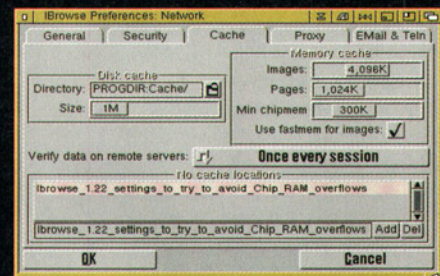 IBrowse Preferences: Network
General Security Cache Proxy EMail & Teln
Disk cache
Directory: PROGDIR:Cache/
Size: 1M
Memory cache
Images: 4,096K
Pages: 1,024K
Min chipmem 300K
Use fastmem for images:
Verify data on remote servers: Once every session
No cache locations
Ibrowse_1.22_settings_to_try_to_avoid_Chip_RAM_overflows
Ibrowse_1.22_settings_to_try_to_avoid_Chip_RAM_overflows Add Del
OK Cancel